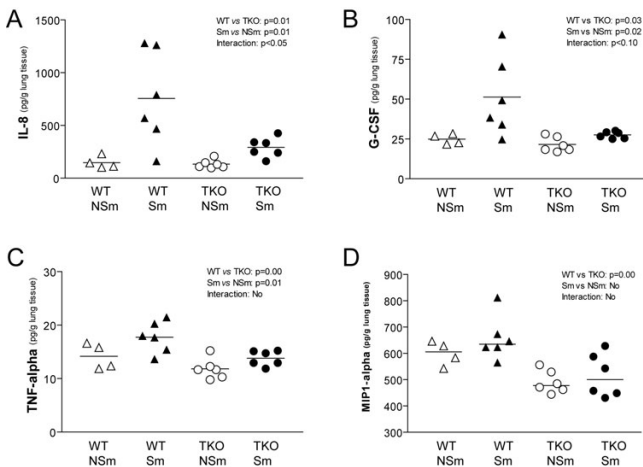 A
WT vs TKO: p=0.01
Sm vs NSm: p=0.01
Interaction: p<0.05
IL-8 (pg/g lung tissue)
1500
1000
500
0
WT
NSm
WT
Sm
TKO
NSm
TKO
Sm
B
WT vs TKO: p=0.03
Sm vs NSm: p=0.02
Interaction: p<0.10
G-CSF (pg/g lung tissue)
100
75
50
25
0
WT
NSm
WT
Sm
TKO
NSm
TKO
Sm
C
WT vs TKO: p=0.00
Sm vs NSm: p=0.01
Interaction: No
TNF-alpha (pg/g lung tissue)
30
20
10
0
WT
NSm
WT
Sm
TKO
NSm
TKO
Sm
D
WT vs TKO: p=0.00
Sm vs NSm: No
Interaction: No
MIP1-alpha (pg/g lung tissue)
900
800
700
600
500
400
300
WT
NSm
WT
Sm
TKO
NSm
TKO
Sm